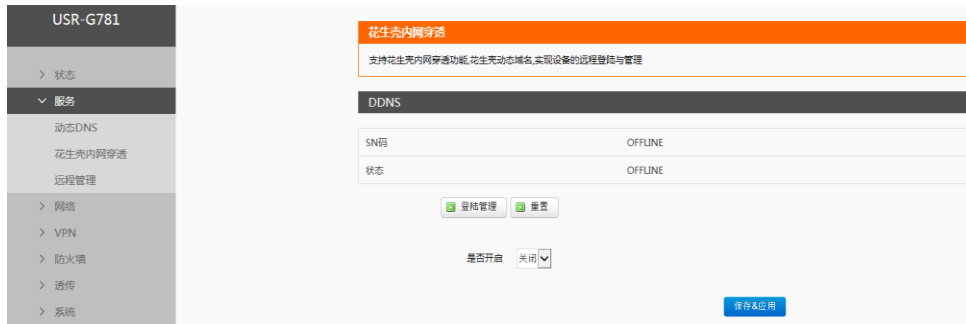 USR-G781
状态
服务
动态DNS
花生壳内网穿透
远程管理
网络
VPN
防火墙
透传
系统
花生壳内网穿透
支持花生壳内网穿透功能,花生壳动态域名,实现设备的远程登陆与管理
DDNS
SN码 OFFLINE
状态 OFFLINE
登陆管理 重置
是否开启 关闭
保存&应用